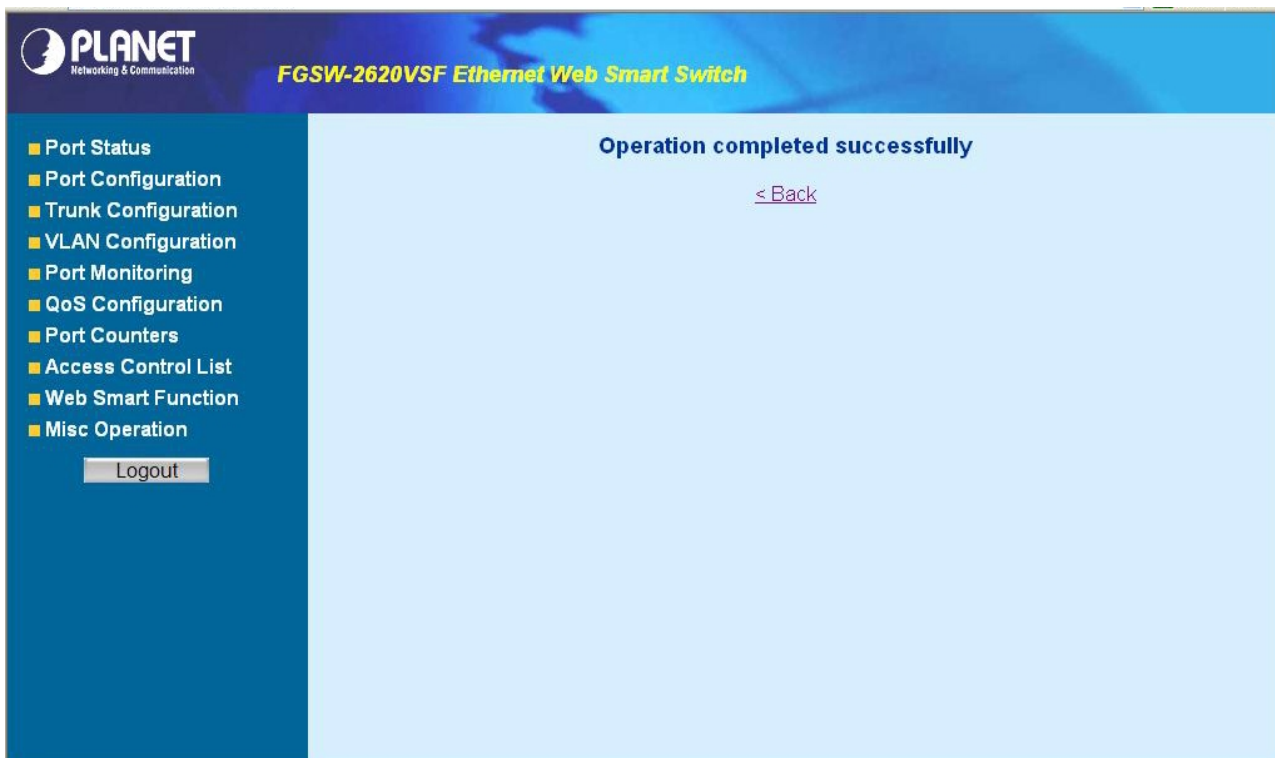 PLANET
Networking & Communication
FGSW-2620VSF Ethernet Web Smart Switch
Port Status
Port Configuration
Trunk Configuration
VLAN Configuration
Port Monitoring
QoS Configuration
Port Counters
Access Control List
Web Smart Function
Misc Operation
Logout
Operation completed successfully
< Back